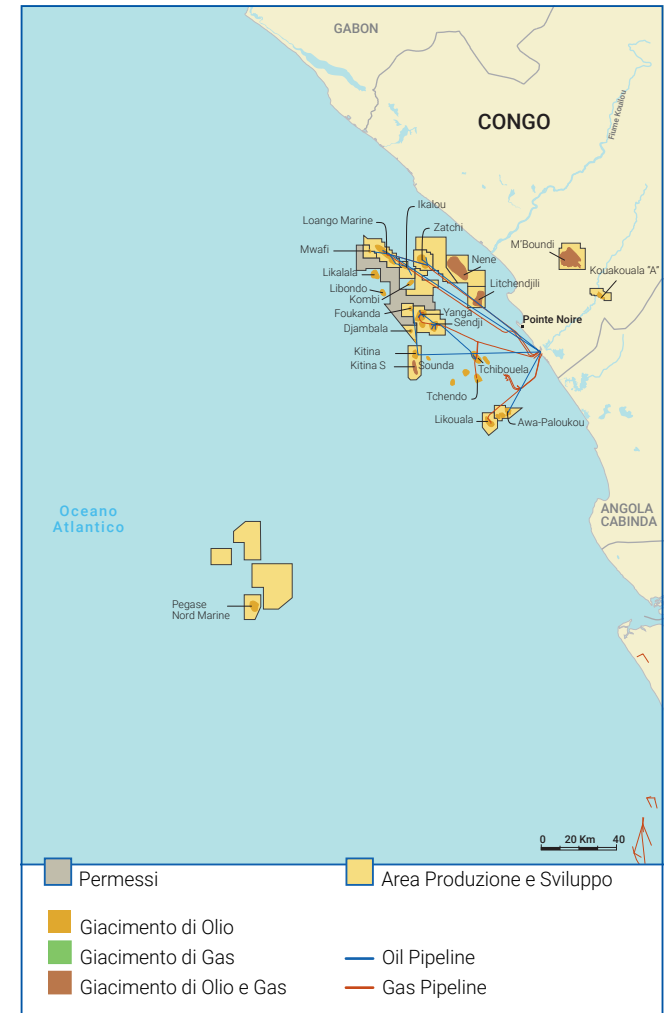 GABON
CONGO
Fiume Kouilou
Ikalou
Loango Marine
Zatchi
Mwafi
Nene
M'Boundi
Kouakouala "A"
Likalala
Litchendjili
Libondo
Kombi
Foukanda
Yanga
Sendji
Pointe Noire
Djambala
Kitina
Kitina S
Sounda
Tchibouela
Tchendo
Likouala
Awa-Paloukou
Oceano
Atlantico
ANGOLA
CABINDA
Pegase
Nord Marine
0 20 Km 40
Permessi
Area Produzione e Sviluppo
Giacimento di Olio
Giacimento di Gas
Oil Pipeline
Giacimento di Olio e Gas
Gas Pipeline